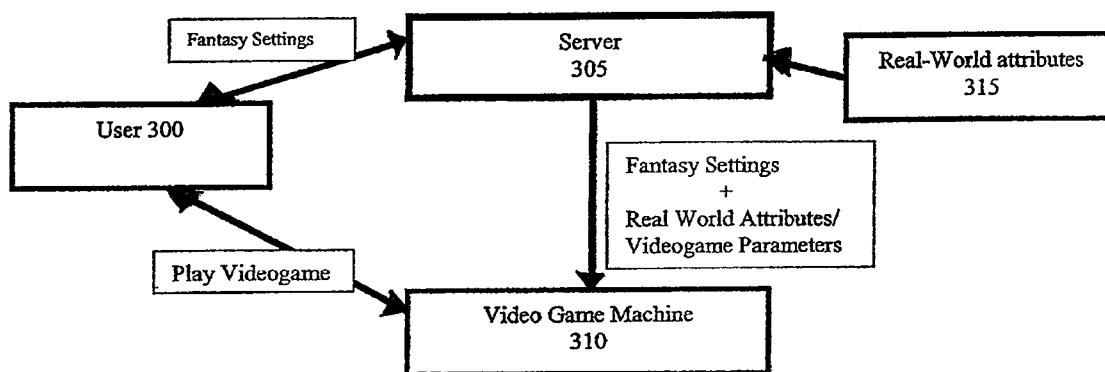 Fantasy Settings
Server
305
Real-World attributes
315
User 300
Fantasy Settings
+
Real World Attributes/
Videogame Parameters
Play Videogame
Video Game Machine
310